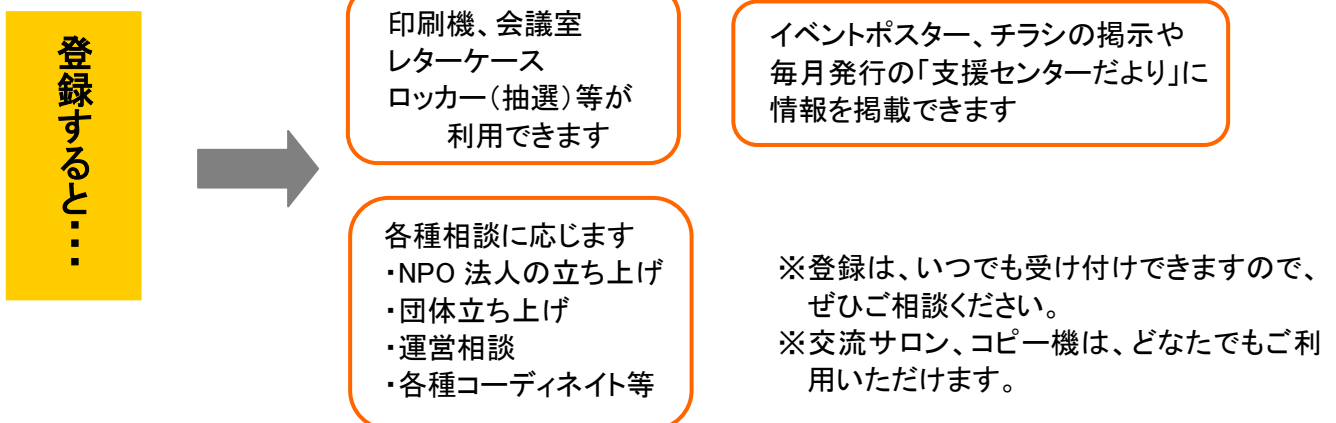 登録すると・・・
印刷機、会議室
レターケース
ロッカー（抽選）等が
利用できます
イベントポスター、チラシの掲示や
毎月発行の「支援センターだより」に
情報を掲載できます
各種相談に応じます
・NPO 法人の立ち上げ
・団体立ち上げ
・運営相談
・各種コーディネイト等
※登録は、いつでも受け付けできますので、
ぜひご相談ください。
※交流サロン、コピー機は、どなたでもご利
用いただけます。